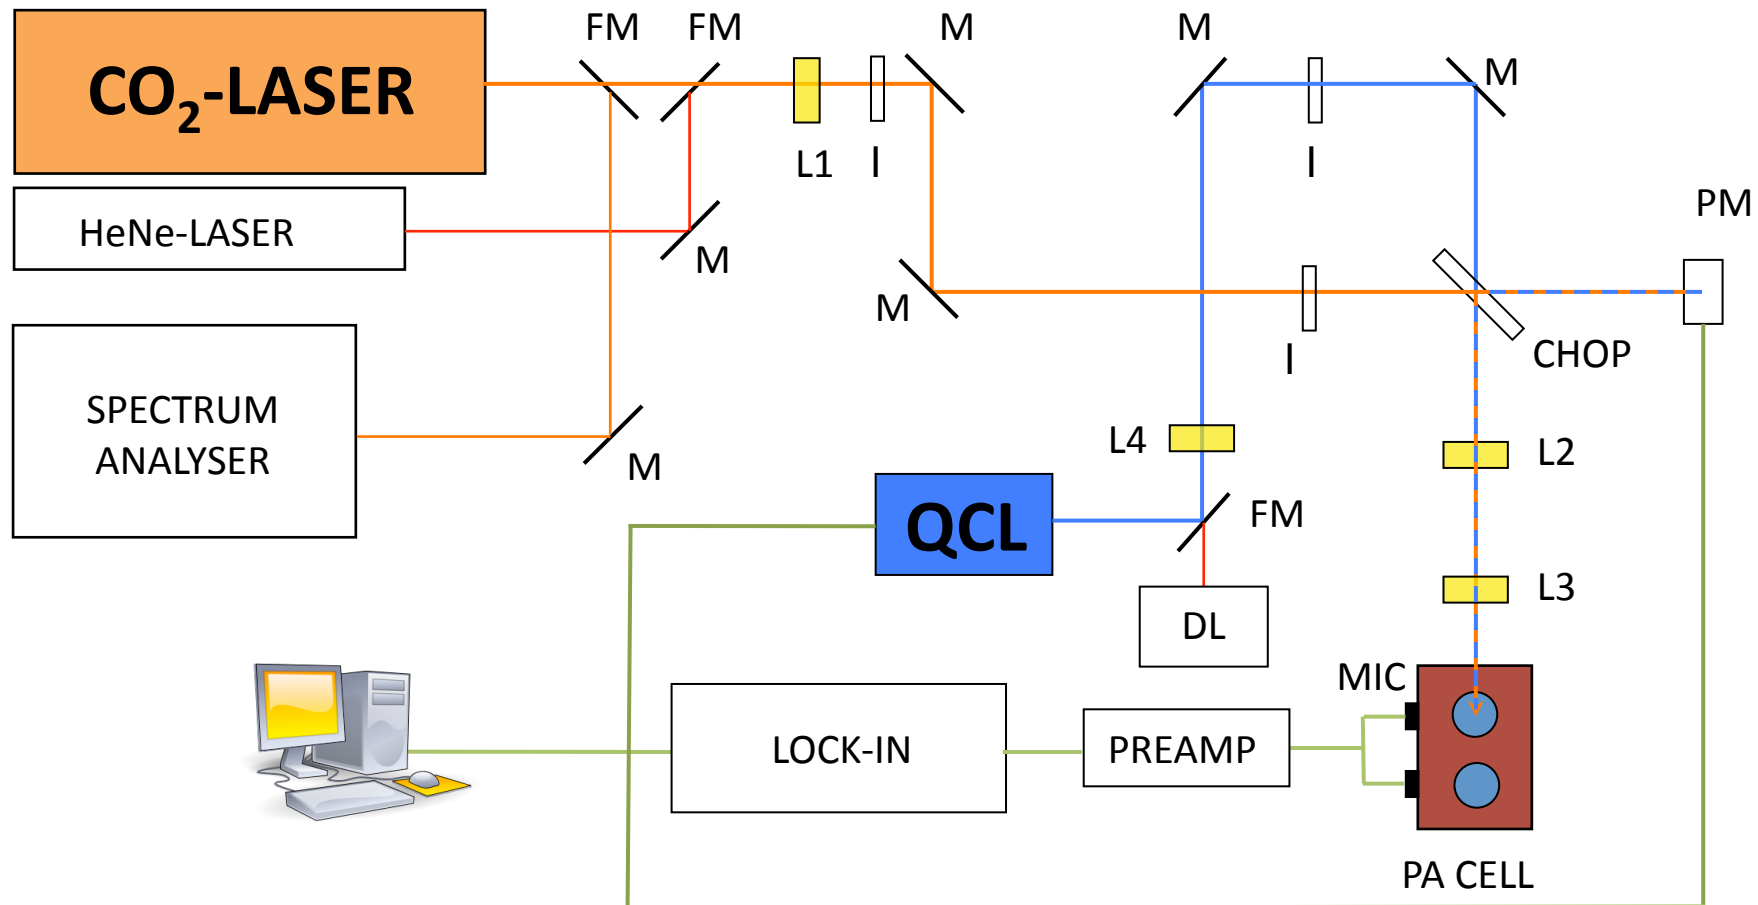 FM
FM
M
M
M
CO2-LASER
L1
I
I
PM
HeNe-LASER
M
M
I
CHOP
SPECTRUM
ANALYSER
M
L4
L2
QCL
FM
L3
DL
MIC
LOCK-IN
PREAMP
PA CELL